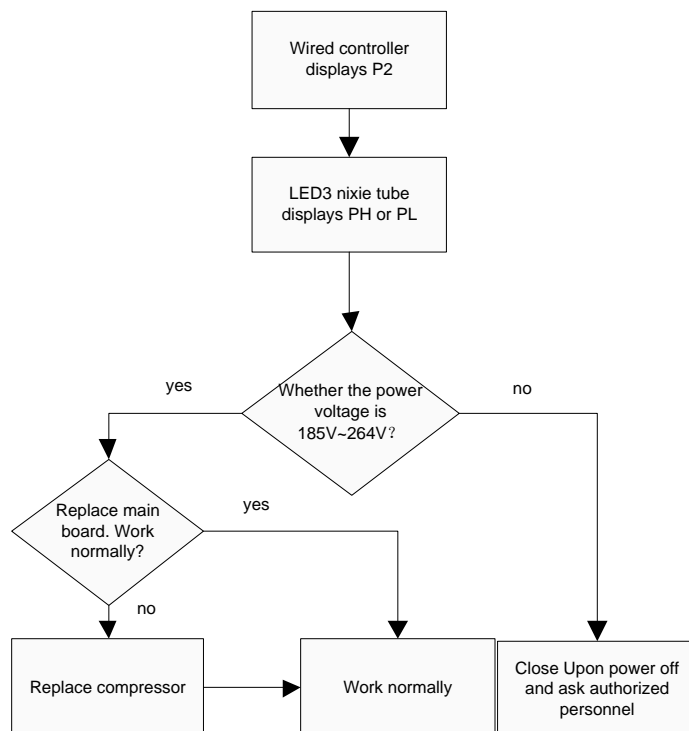 Wired controller
displays P2
LED3 nixie tube
displays PH or PL
Whether the power
voltage is
185V~264V？
yes
no
Replace main
board. Work
normally?
yes
no
Replace compressor
Work normally
Close Upon power off
and ask authorized
personnel